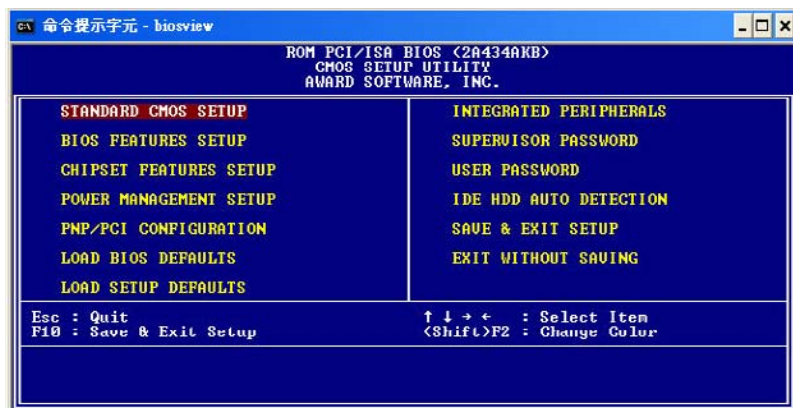 命令提示字元 - biosview
ROM PCI/ISA BIOS (2A434AKB)
CMOS SETUP UTILITY
AWARD SOFTWARE, INC.
STANDARD CMOS SETUP
BIOS FEATURES SETUP
CHIPSET FEATURES SETUP
POWER MANAGEMENT SETUP
PNP/PCI CONFIGURATION
LOAD BIOS DEFAULTS
LOAD SETUP DEFAULTS
INTEGRATED PERIPHERALS
SUPERVISOR PASSWORD
USER PASSWORD
IDE HDD AUTO DETECTION
SAVE & EXIT SETUP
EXIT WITHOUT SAVING
Esc : Quit
F10 : Save & Exit Setup
↑ ↓ → ← : Select Item
(Shift)F2 : Change Color